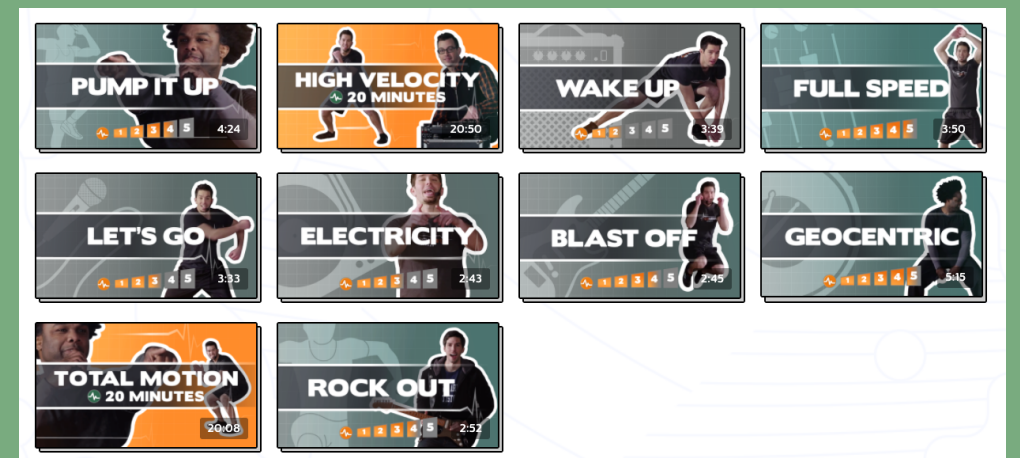 PUMP IT UP
1 2 3 4 5 4:24
HIGH VELOCITY
20 MINUTES
20:50
WAKE UP
1 2 3 4 5 3:39
FULL SPEED
1 2 3 4 5 3:50
LET'S GO
1 2 3 4 5 3:33
ELECTRICITY
1 2 3 4 5 2:43
BLAST OFF
1 2 3 4 5 2:45
GEOCENTRIC
1 2 3 4 5 5:15
TOTAL MOTION
20 MINUTES
20:08
ROCK OUT
1 2 3 4 5 2:52